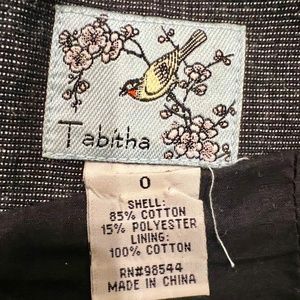 Tabitha
0
SHELL:
85% COTTON
15% POLYESTER
LINING:
100% COTTON
RN#98544
MADE IN CHINA